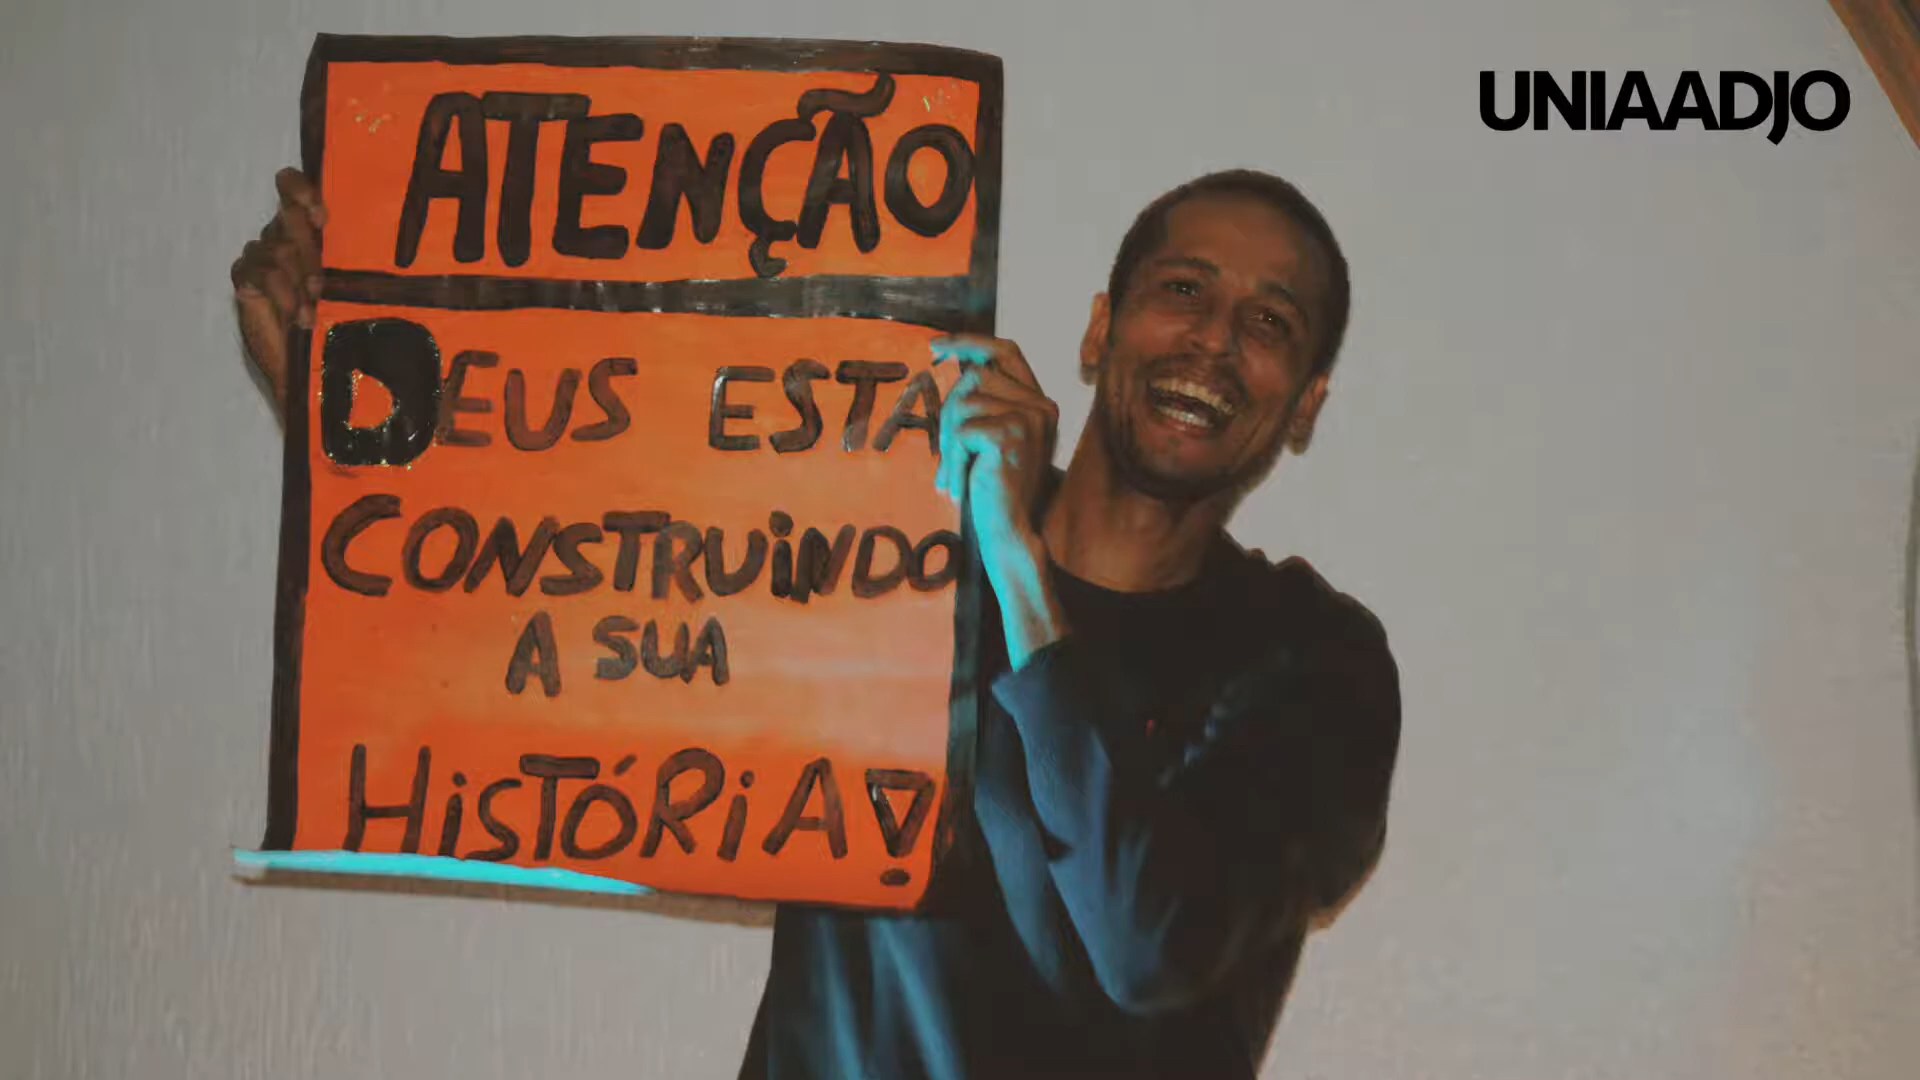 UNIAADJO
ATENÇÃO
DEUS ESTÁ
CONSTRUiNDO
A SUA
HiSTÓRiA!